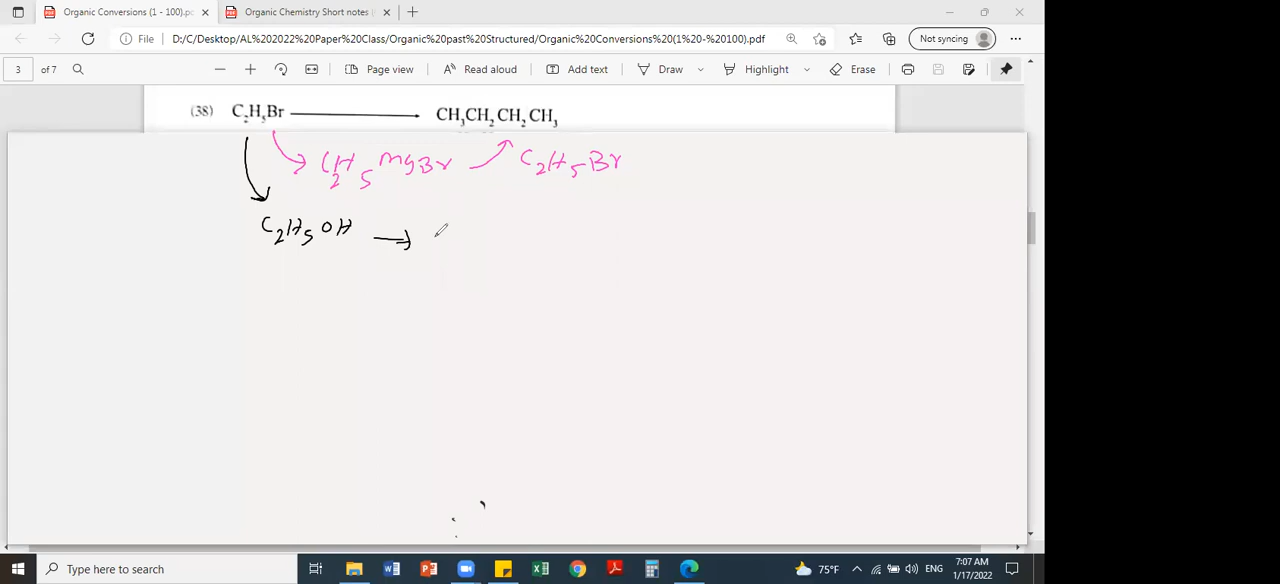 Organic Conversions (1 - 100).pc
Organic Chemistry Short notes (
File D:/C/Desktop/AL%202022%20Paper%20Class/Organic%20past%20Structured/Organic%20Conversions%20(1%20-%20100).pdf
Not syncing
3 of 7
Page view
Read aloud
Add text
Draw
Highlight
Erase
(38) C₂H₅Br → CH₃CH₂CH₂CH₃
C₂H₅MgBr → C₂H₅Br
C₂H₅OH →
Type here to search
75°F
ENG
7:07 AM
1/17/2022